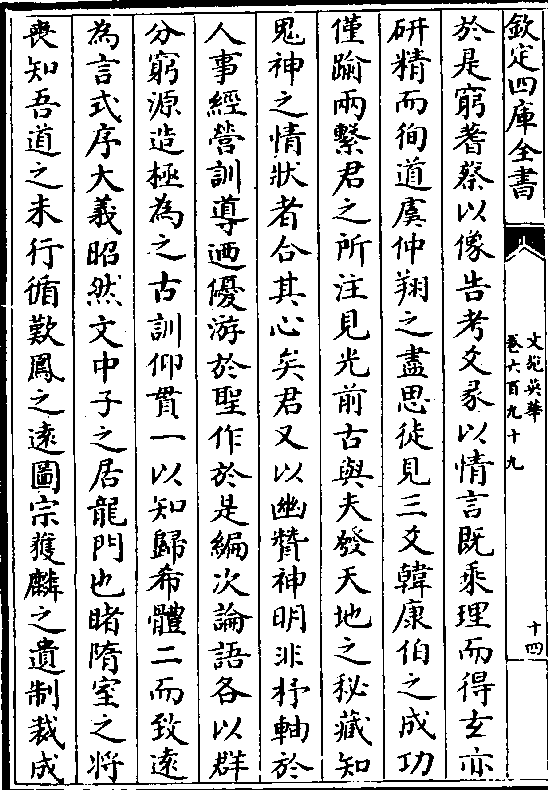 欽定四庫全書
文苑英華
卷六百九十九
十四
於是窮蓍蔡以像告考爻彖以情言既乘理而得玄亦
研精而徇道虞仲翔之盡思徒見三爻韓康伯之成功
僅踰兩繫君之所注見光前古與夫發天地之秘藏知
鬼神之情狀者合其心矣君又以幽贊神明非杼軸於
人事經營訓導廼優游於聖作於是編次論語各以群
分窮源造極為之古訓仰貫一以知歸希體二而致遠
為言式序大義昭然文中子之居龍門也睹隋室之將
喪知吾道之未行循歎鳳之遠圖宗獲麟之遺制裁成